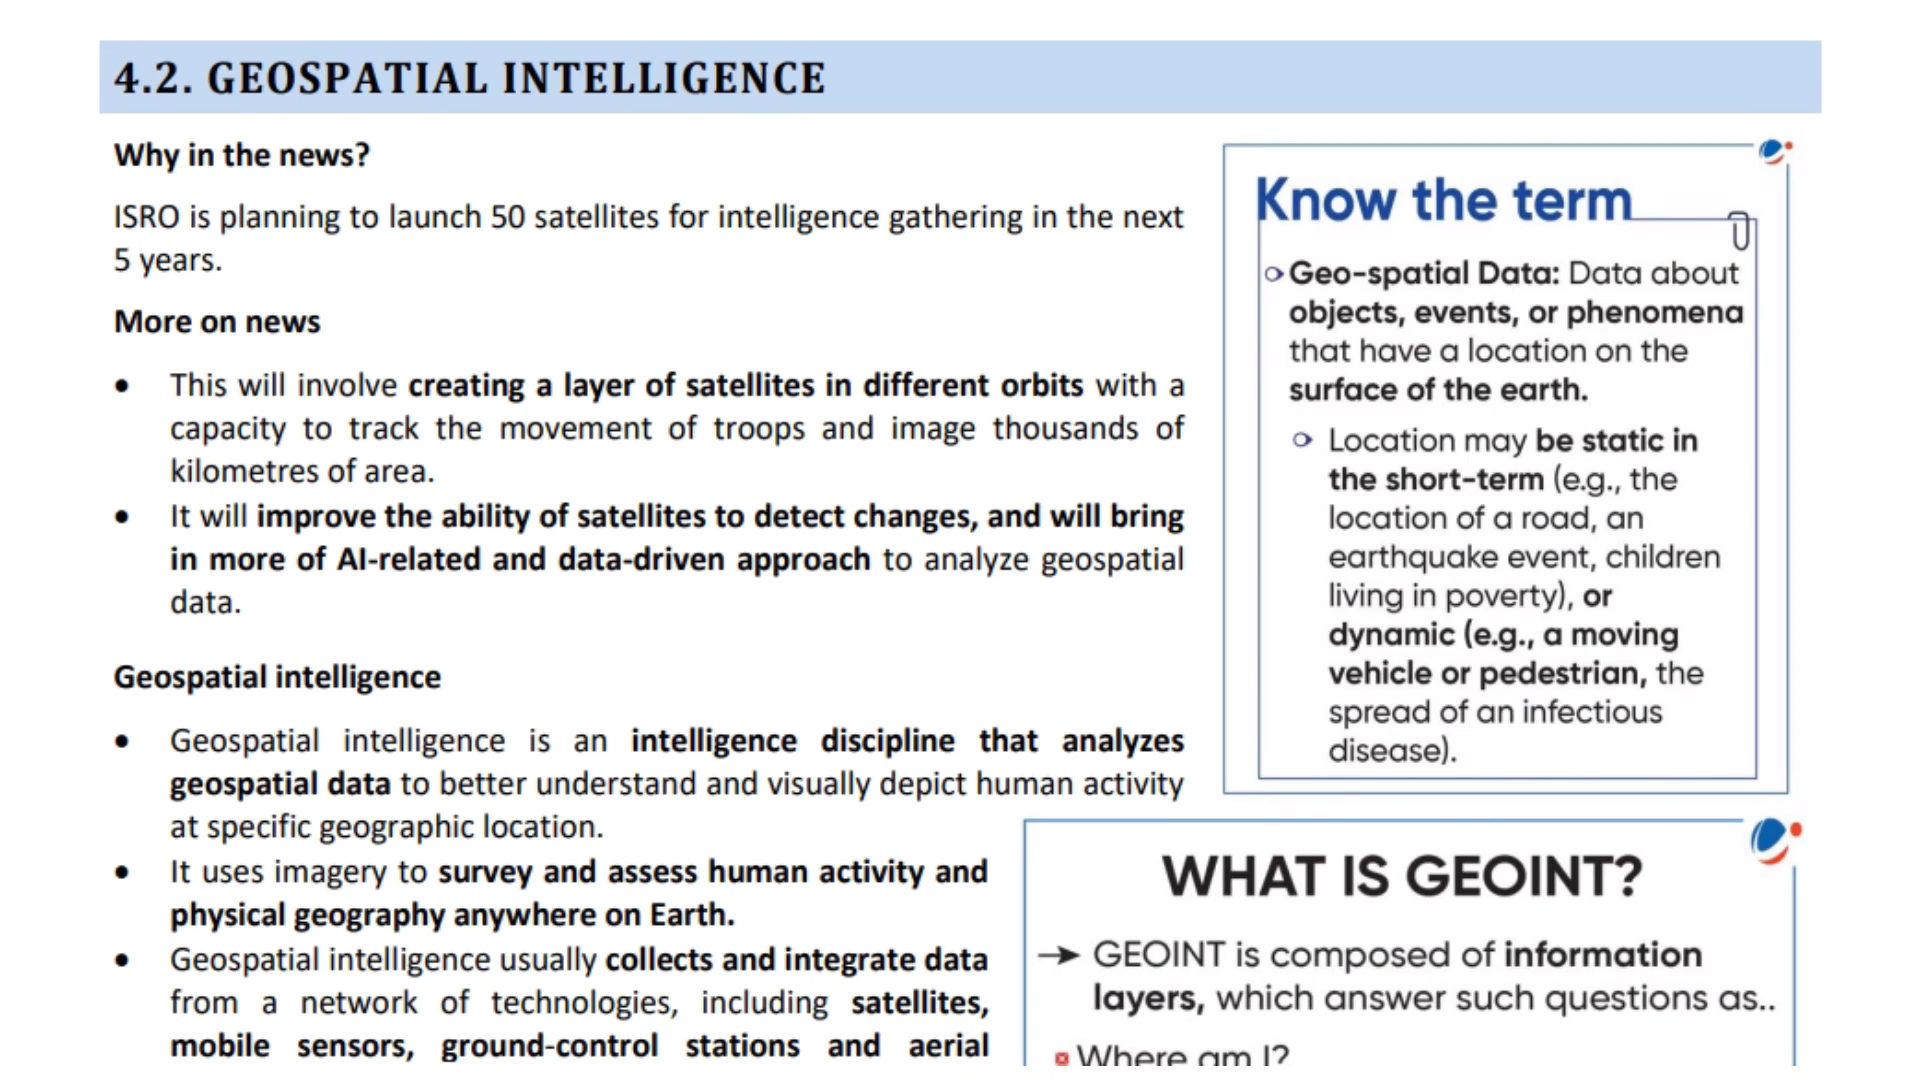 4.2. GEOSPATIAL INTELLIGENCE
Why in the news?
ISRO is planning to launch 50 satellites for intelligence gathering in the next
5 years.
More on news
• This will involve creating a layer of satellites in different orbits with a
capacity to track the movement of troops and image thousands of
kilometres of area.
• It will improve the ability of satellites to detect changes, and will bring
in more of AI-related and data-driven approach to analyze geospatial
data.
Geospatial intelligence
• Geospatial intelligence is an intelligence discipline that analyzes
geospatial data to better understand and visually depict human activity
at specific geographic location.
• It uses imagery to survey and assess human activity and
physical geography anywhere on Earth.
• Geospatial intelligence usually collects and integrate data
from a network of technologies, including satellites,
mobile sensors, ground-control stations and aerial
Know the term
Geo-spatial Data: Data about
objects, events, or phenomena
that have a location on the
surface of the earth.
Location may be static in
the short-term (e.g., the
location of a road, an
earthquake event, children
living in poverty), or
dynamic (e.g., a moving
vehicle or pedestrian, the
spread of an infectious
disease).
WHAT IS GEOINT?
→ GEOINT is composed of information
layers, which answer such questions as..
Where am I?